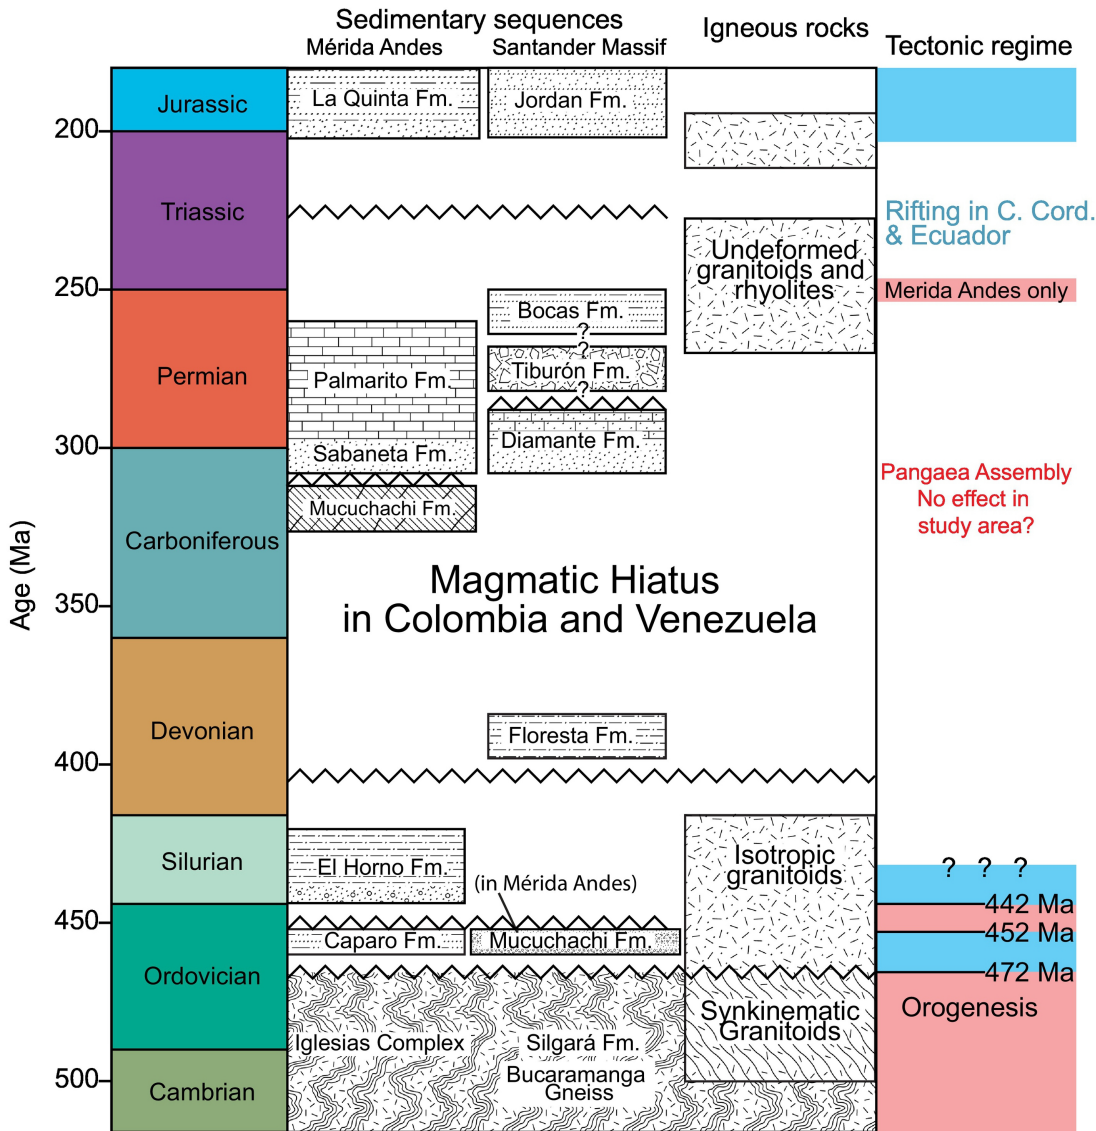 Sedimentary sequences
Mérida Andes
Santander Massif
Igneous rocks
Tectonic regime
Jurassic
La Quinta Fm.
Jordan Fm.
200
Triassic
Rifting in C. Cord.
& Ecuador
Undeformed
granitoids and
rhyolites
250
Merida Andes only
Bocas Fm.
?
?
Permian
Palmarito Fm.
Tiburón Fm.
?
Diamante Fm.
300
Sabaneta Fm.
Pangaea Assembly
No effect in
study area?
Mucuchachi Fm.
Carboniferous
Age (Ma)
Magmatic Hiatus
in Colombia and Venezuela
350
Devonian
Floresta Fm.
400
Silurian
El Horno Fm.
Isotropic
granitoids
? ? ?
(in Mérida Andes)
442 Ma
450
Caparo Fm.
Mucuchachi Fm.
452 Ma
Ordovician
472 Ma
Synkinematic
Granitoids
Orogenesis
Iglesias Complex
Silgará Fm.
Bucaramanga
Gneiss
500
Cambrian